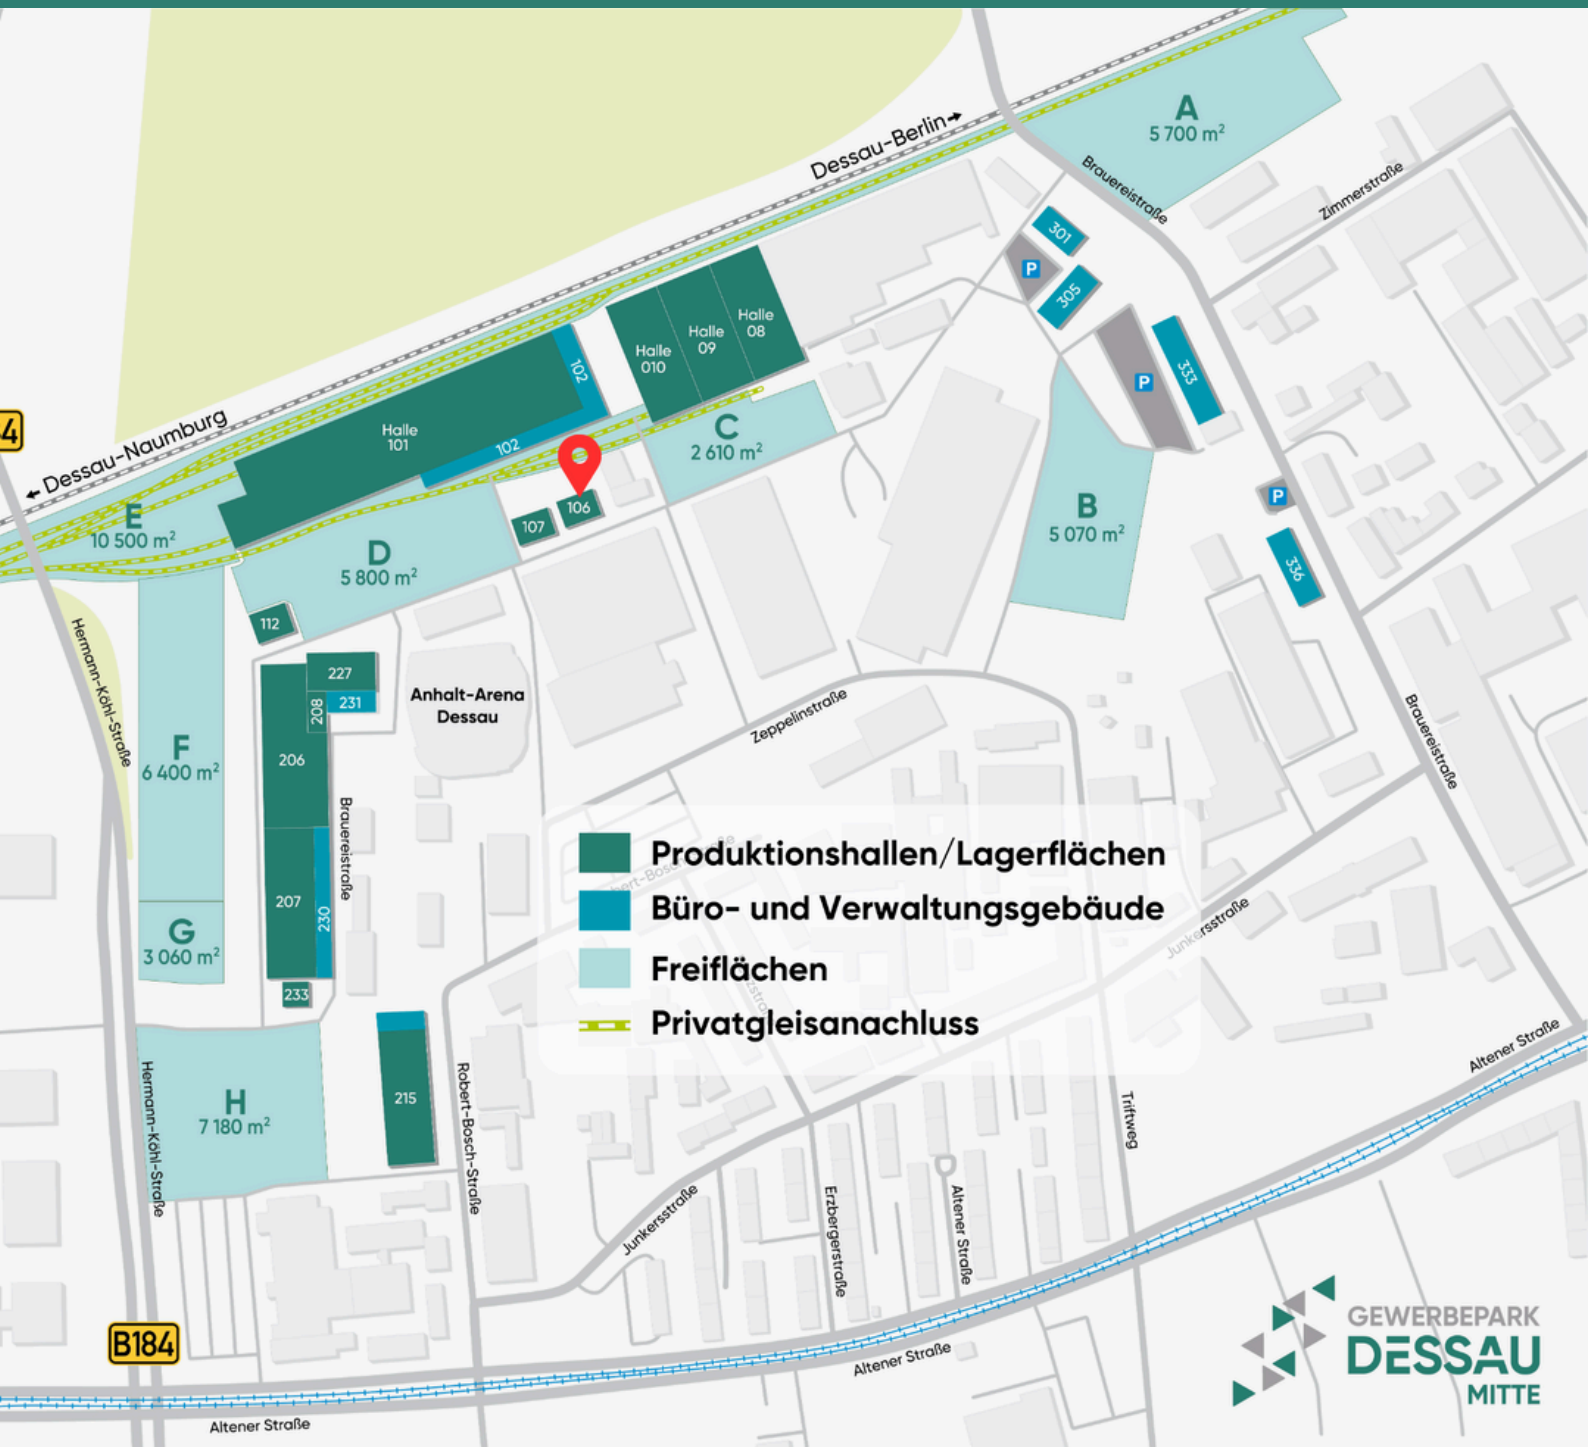 Dessau-Berlin
A
5 700 m²
Brauereistraße
Zimmerstraße
301
P
305
Halle
08
Halle
09
Halle
010
102
333
P
Halle
101
102
C
2 610 m²
4
Dessau-Naumburg
P
106
107
B
5 070 m²
E
10 500 m²
D
5 800 m²
336
112
Hermann-Köhl-Straße
227
231
208
Anhalt-Arena
Dessau
Zeppelinstraße
Brauereistraße
F
6 400 m²
206
Brauereistraße
207
230
G
3 060 m²
233
Produktionshallen/Lagerflächen
Büro- und Verwaltungsgebäude
Freiflächen
Privatgleisanachluss
Junkersstraße
H
7 180 m²
215
Hermann-Köhl-Straße
Robert-Bosch-Straße
Triftweg
Altener Straße
Junkersstraße
Erzbergerstraße
Altener Straße
B184
Altener Straße
Altener Straße
GEWERBEPARK
DESSAU
MITTE